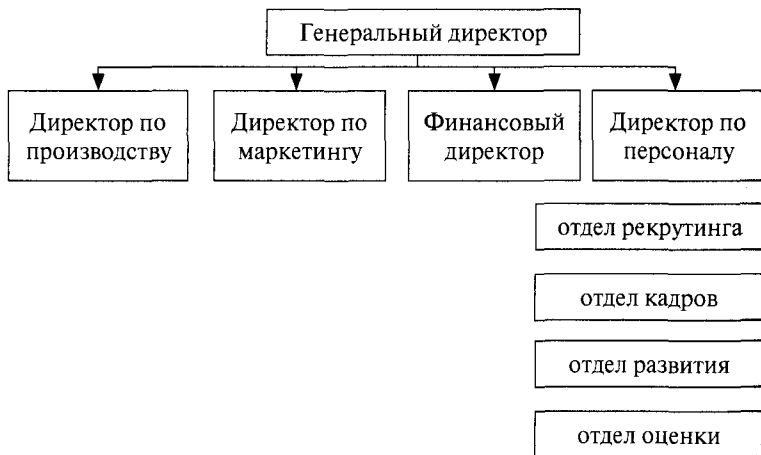 Генеральный директор
Директор по
производству
Директор по
маркетингу
Финансовый
директор
Директор по
персоналу
отдел рекрутинга
отдел кадров
отдел развития
отдел оценки